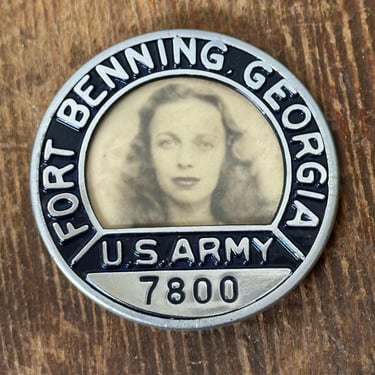 FORT BENNING, GEORGIA
U.S. ARMY
7800